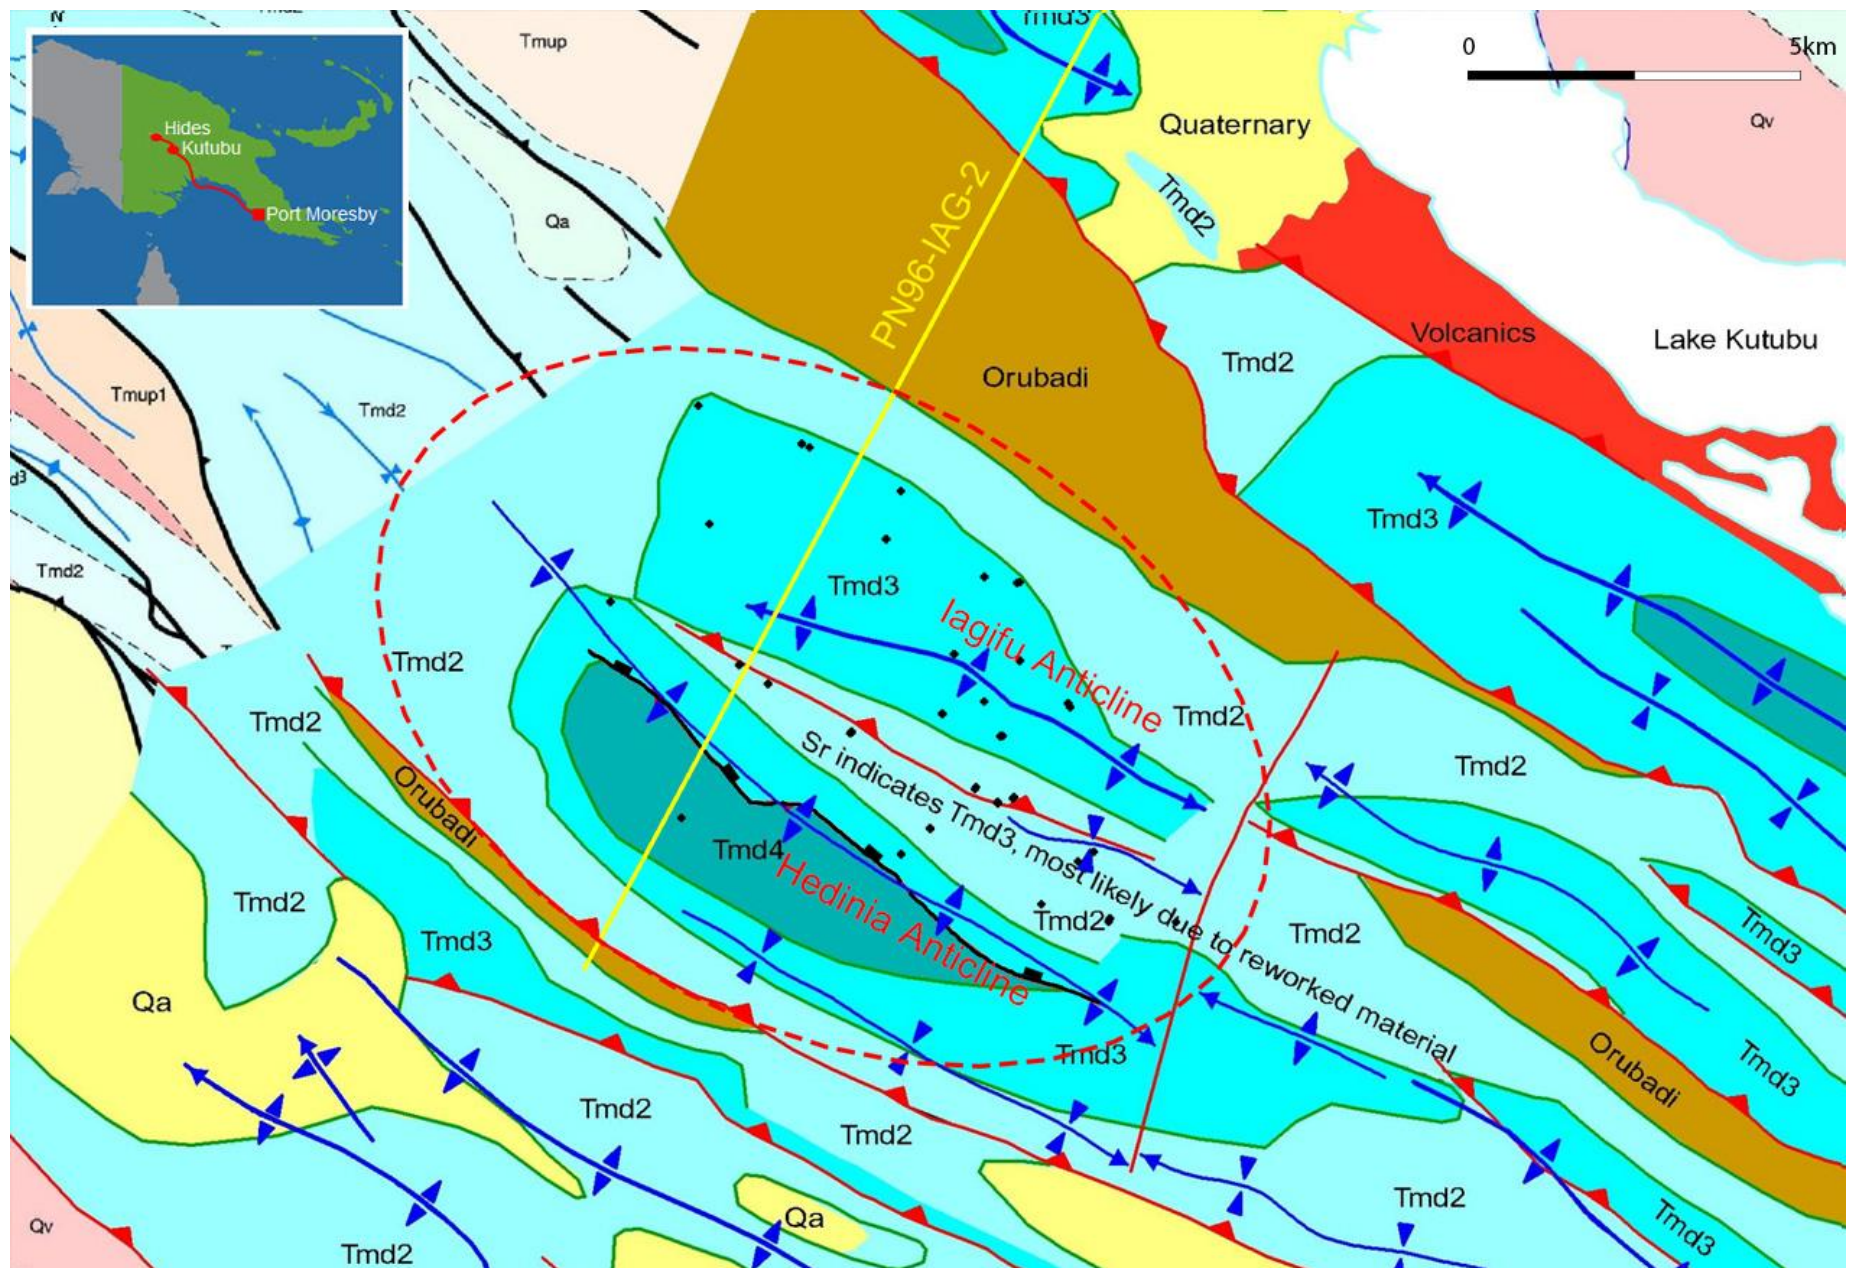 Tmup
Tmd3
0 5km
Quaternary
Qv
Hides
Kutubu
Port Moresby
Tmd2
Qa
PN96-IAG-2
Volcanics
Lake Kutubu
Tmd2
Orubadi
Tmup1
Tmd2
Tmd3
Tmd2
Tmd3
Iagifu Anticline
Tmd2
Tmd2
Tmd2
Sr indicates Tmd3, most likely due to reworked material
Tmd2
Orubadi
Tmd4
Hedinia Anticline
Tmd2
Tmd3
Tmd2
Tmd2
Tmd3
Qa
Tmd3
Orubadi
Tmd3
Tmd2
Tmd2
Tmd2
Qa
Tmd3
Qv
Tmd2